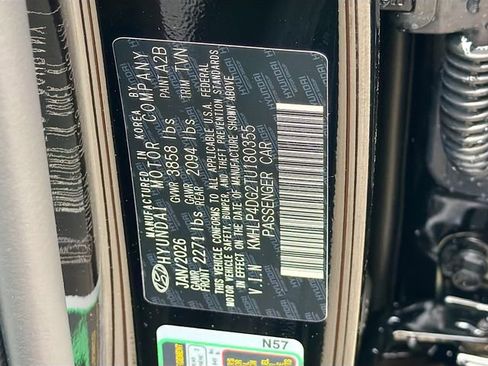 MANUFACTURED IN KOREA BY
HYUNDAI MOTOR COMPANY
JAN/2026 GVWR 3858 lbs PAINT A2B
GAWR FRONT 2271 lbs GAWR REAR 2094 lbs TRIM TVN
THIS VEHICLE CONFORMS TO ALL APPLICABLE U.S.A. FEDERAL
MOTOR VEHICLE SAFETY, BUMPER, AND THEFT PREVENTION STANDARDS
IN EFFECT ON THE DATE OF MANUFACTURE SHOWN ABOVE.
V.I.N KMHLP4DG2TU180355
PASSENGER CAR
HYUNDAI
N57